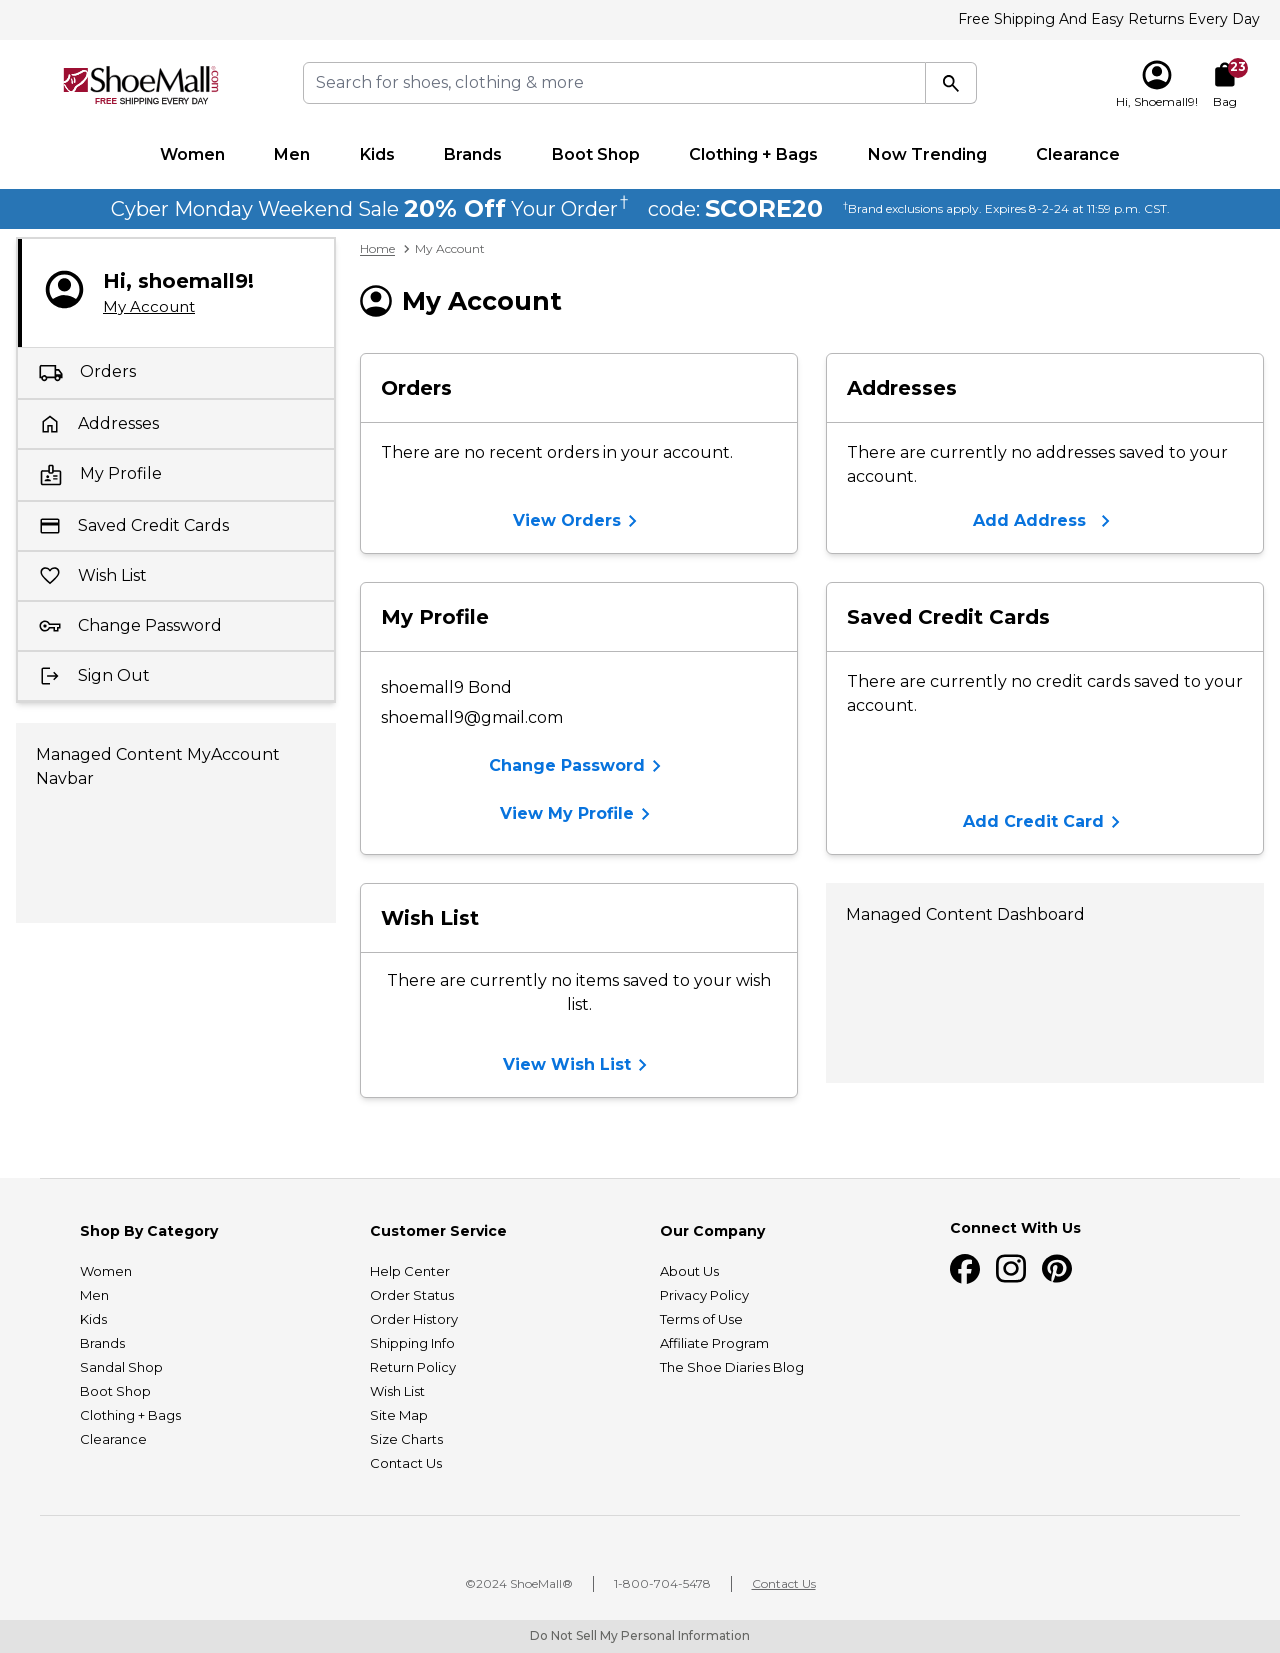 Free Shipping And Easy Returns Every Day
ShoeMall.com
FREE SHIPPING EVERY DAY
Search for shoes, clothing & more
Hi, Shoemall9!
23
Bag
Women Men Kids Brands Boot Shop Clothing + Bags Now Trending Clearance
Cyber Monday Weekend Sale 20% Off Your Order† code: SCORE20 †Brand exclusions apply. Expires 8-2-24 at 11:59 p.m. CST.
Hi, shoemall9!
My Account
Orders
Addresses
My Profile
Saved Credit Cards
Wish List
Change Password
Sign Out
Managed Content MyAccount
Navbar
Home > My Account
My Account
Orders
There are no recent orders in your account.
View Orders
Addresses
There are currently no addresses saved to your
account.
Add Address
My Profile
shoemall9 Bond
shoemall9@gmail.com
Change Password
View My Profile
Saved Credit Cards
There are currently no credit cards saved to your
account.
Add Credit Card
Wish List
There are currently no items saved to your wish
list.
View Wish List
Managed Content Dashboard
Shop By Category
Women
Men
Kids
Brands
Sandal Shop
Boot Shop
Clothing + Bags
Clearance
Customer Service
Help Center
Order Status
Order History
Shipping Info
Return Policy
Wish List
Site Map
Size Charts
Contact Us
Our Company
About Us
Privacy Policy
Terms of Use
Affiliate Program
The Shoe Diaries Blog
Connect With Us
©2024 ShoeMall® 1-800-704-5478 Contact Us
Do Not Sell My Personal Information